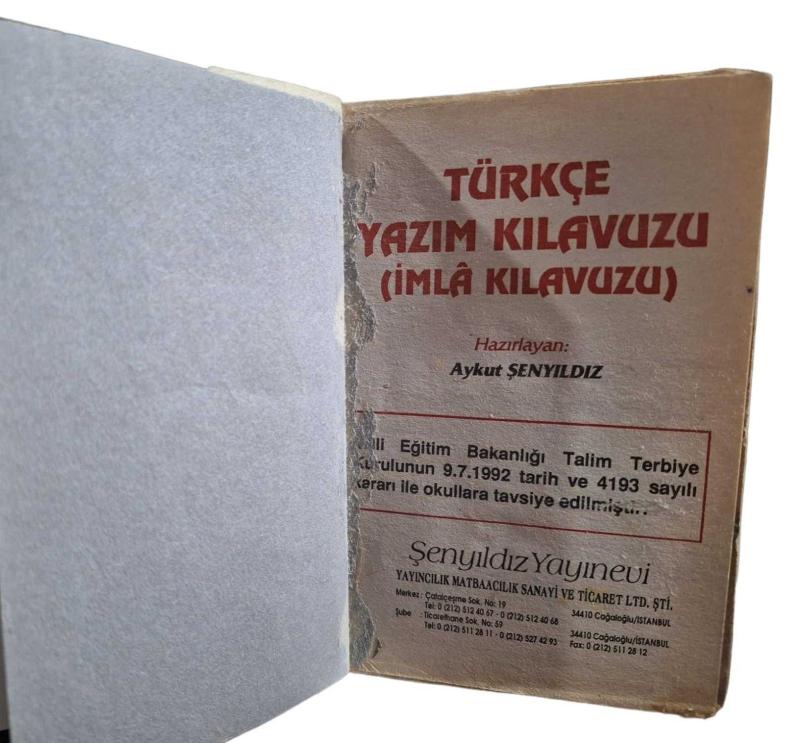 TÜRKÇE
YAZIM KILAVUZU
(İMLÂ KILAVUZU)
Hazırlayan:
Aykut ŞENYILDIZ
Eğitim Bakanlığı Talim Terbiye
Kurulunun 9.7.1992 tarih ve 4193 sayılı
kararı ile okullara tavsiye edilmiştir.
Şenyıldız Yayınevi
YAYINCILIK MATBAACILIK SANAYİ VE TİCARET LTD. ŞTİ.
Merkez : Çatalçeşme Sok. No: 19
Tel: 0 (212) 512 40 67 - 0 (212) 512 40 68 34410 Cağaloğlu/İSTANBUL
Şube : Ticarethane Sok. No: 59 34410 Cağaloğlu/İSTANBUL
Tel: 0 (212) 511 28 11 - 0 (212) 527 42 93 Fax: 0 (212) 511 28 12